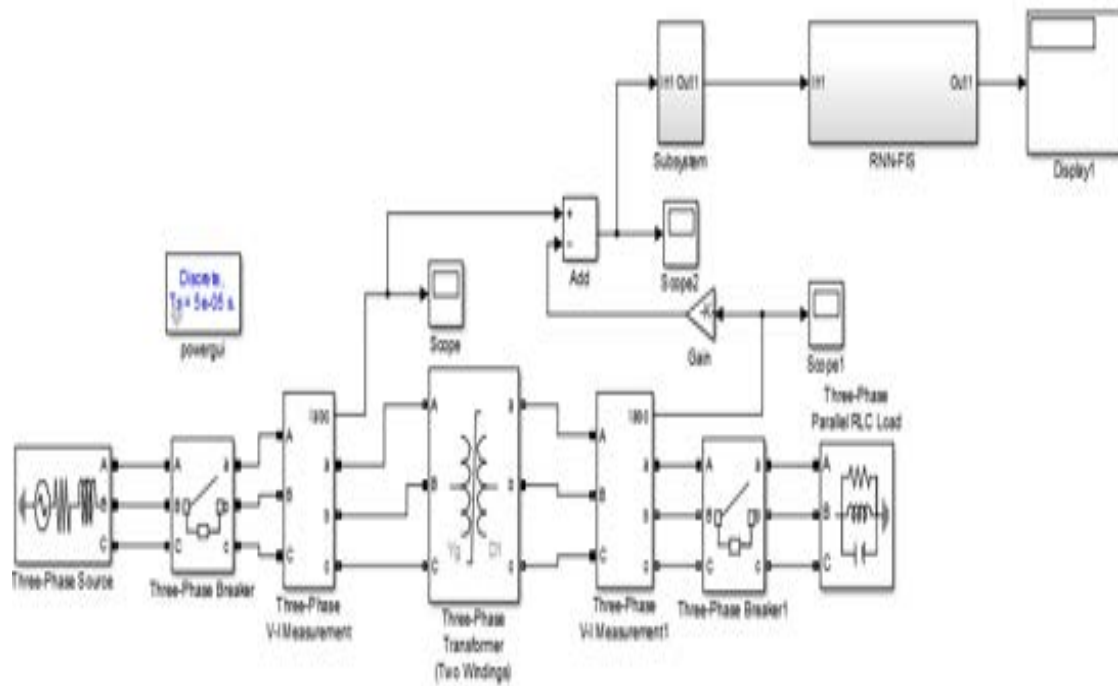 In1 Out1
Subsystem
In1 Out1
RNN-FIS
Display1
Add
Scope2
Discrete,
Ts = 5e-05 s.
powergui
Scope
-K-
Gain
Scope1
Three-Phase
Parallel RLC Load
A
B
C
Three-Phase Source
A a
B b
C c
Three-Phase Breaker
Iabc
A
a
B
b
C
c
Three-Phase
V-I Measurement
A
B
C
Yg D1
a
b
c
Three-Phase
Transformer
(Two Windings)
Iabc
A
a
B
b
C
c
Three-Phase
V-I Measurement1
A a
B b
C c
Three-Phase Breaker1
A
B
C